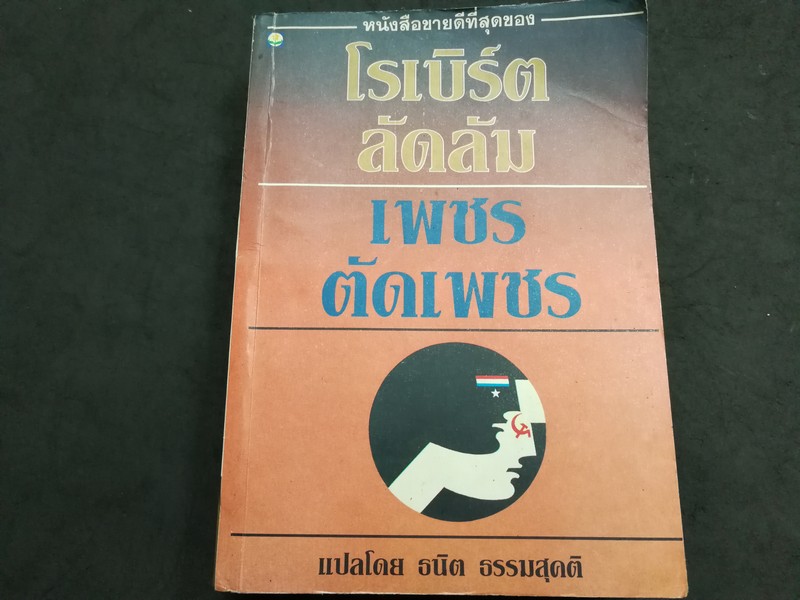 หนังสือขายดีที่สุดของ
โรเบิร์ต
ลัดลัม
เพชร
ตัดเพชร
แปลโดย ธนิต ธรรมสุคติ